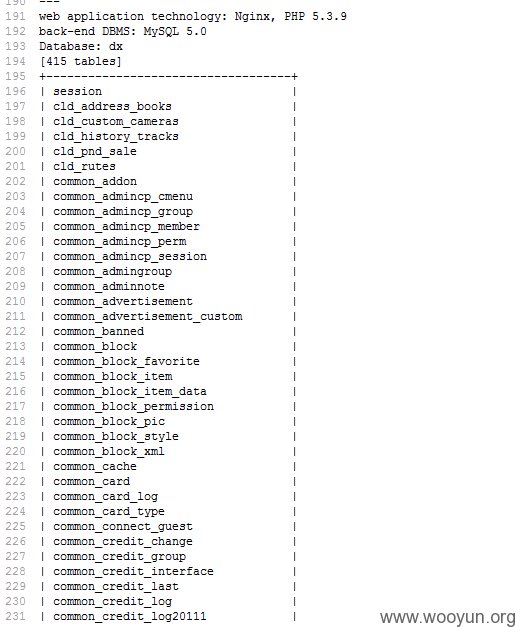 190 ---
191 web application technology: Nginx, PHP 5.3.9
192 back-end DBMS: MySQL 5.0
193 Database: dx
194 [415 tables]
195 +-----------------------------------+
196 | session |
197 | cld_address_books |
198 | cld_custom_cameras |
199 | cld_history_tracks |
200 | cld_pnd_sale |
201 | cld_rutes |
202 | common_addon |
203 | common_admincp_cmenu |
204 | common_admincp_group |
205 | common_admincp_member |
206 | common_admincp_perm |
207 | common_admincp_session |
208 | common_admingroup |
209 | common_adminnote |
210 | common_advertisement |
211 | common_advertisement_custom |
212 | common_banned |
213 | common_block |
214 | common_block_favorite |
215 | common_block_item |
216 | common_block_item_data |
217 | common_block_permission |
218 | common_block_pic |
219 | common_block_style |
220 | common_block_xml |
221 | common_cache |
222 | common_card |
223 | common_card_log |
224 | common_card_type |
225 | common_connect_guest |
226 | common_credit_change |
227 | common_credit_group |
228 | common_credit_interface |
229 | common_credit_last |
230 | common_credit_log |
231 | common_credit_log20111 |
www.wooyun.org